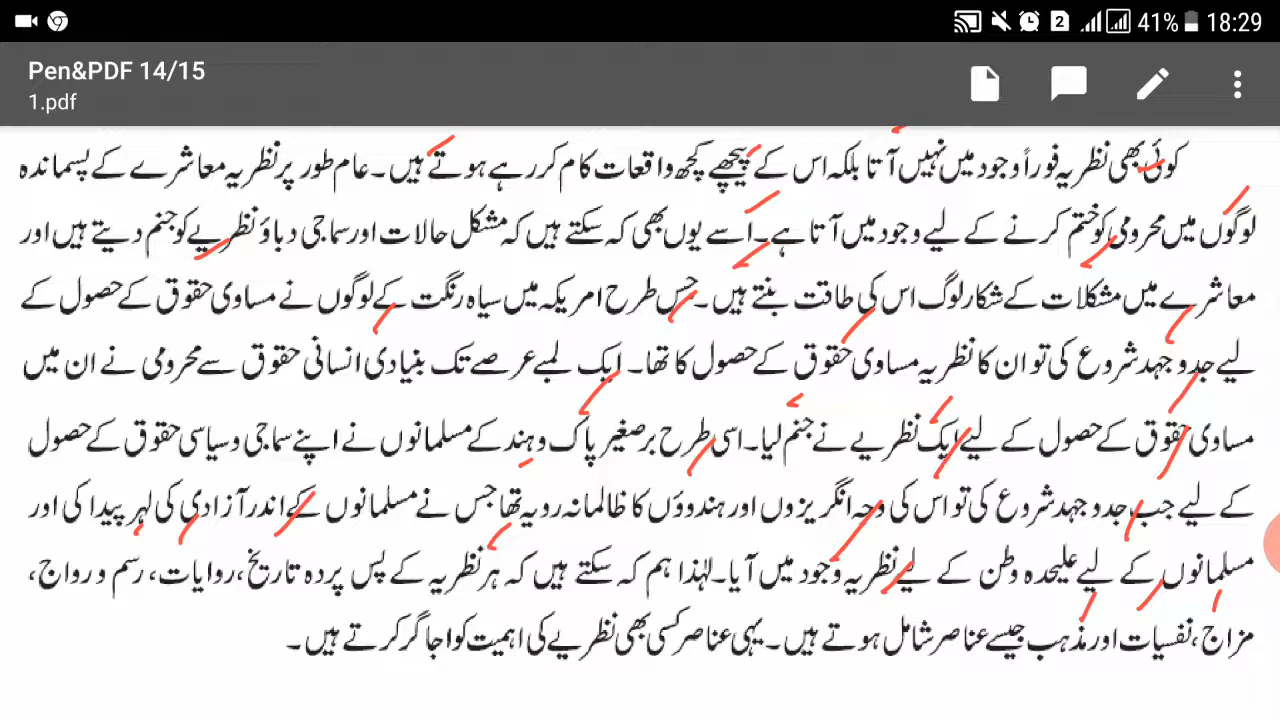 2 41% 18:29
Pen&PDF 14/15
1.pdf
کوئی بھی نظریہ فوراً وجود میں نہیں آتا بلکہ اس کے پیچھے کچھ واقعات کام کر رہے ہوتے ہیں۔ عام طور پر نظریہ معاشرے کے پسماندہ
لوگوں میں محرومی کو ختم کرنے کے لیے وجود میں آتا ہے۔ اسے یوں بھی کہہ سکتے ہیں کہ مشکل حالات اور سماجی دباؤ نظریے کو جنم دیتے ہیں اور
معاشرے میں مشکلات کے شکار لوگ اس کی طاقت بنتے ہیں۔ جس طرح امریکہ میں سیاہ رنگت کے لوگوں نے مساوی حقوق کے حصول کے
لیے جدوجہد شروع کی تو ان کا نظریہ مساوی حقوق کے حصول کا تھا۔ ایک لمبے عرصے تک بنیادی انسانی حقوق سے محرومی نے ان میں
مساوی حقوق کے حصول کے لیے ایک نظریے نے جنم لیا۔ اسی طرح برصغیر پاک و ہند کے مسلمانوں نے اپنے سماجی و سیاسی حقوق کے حصول
کے لیے جب جدوجہد شروع کی تو اس کی وجہ انگریزوں اور ہندوؤں کا ظالمانہ رویہ تھا جس نے مسلمانوں کے اندر آزادی کی لہر پیدا کی اور
مسلمانوں کے لیے علیحدہ وطن کے لیے نظریہ وجود میں آیا۔ لہٰذا ہم کہہ سکتے ہیں کہ ہر نظریہ کے پس پردہ تاریخ، روایات، رسم و رواج،
مزاج، نفسیات اور مذہب جیسے عناصر شامل ہوتے ہیں۔ یہی عناصر کسی بھی نظریے کی اہمیت کو اجاگر کرتے ہیں۔